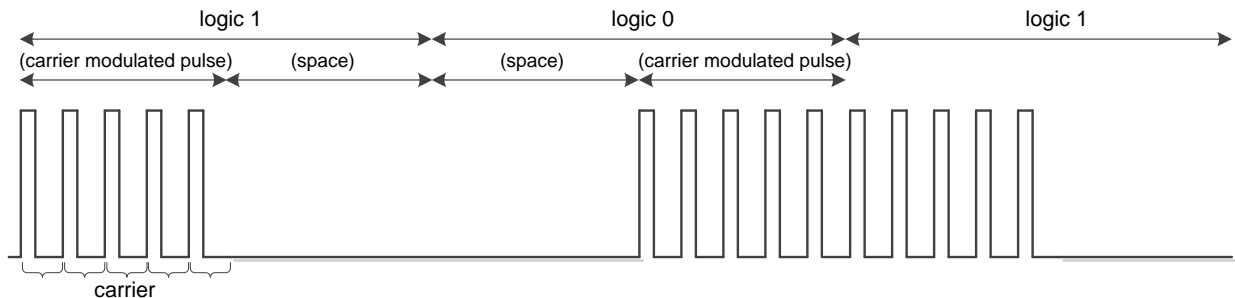 logic 1 logic 0 logic 1
(carrier modulated pulse) (space) (space) (carrier modulated pulse)
carrier